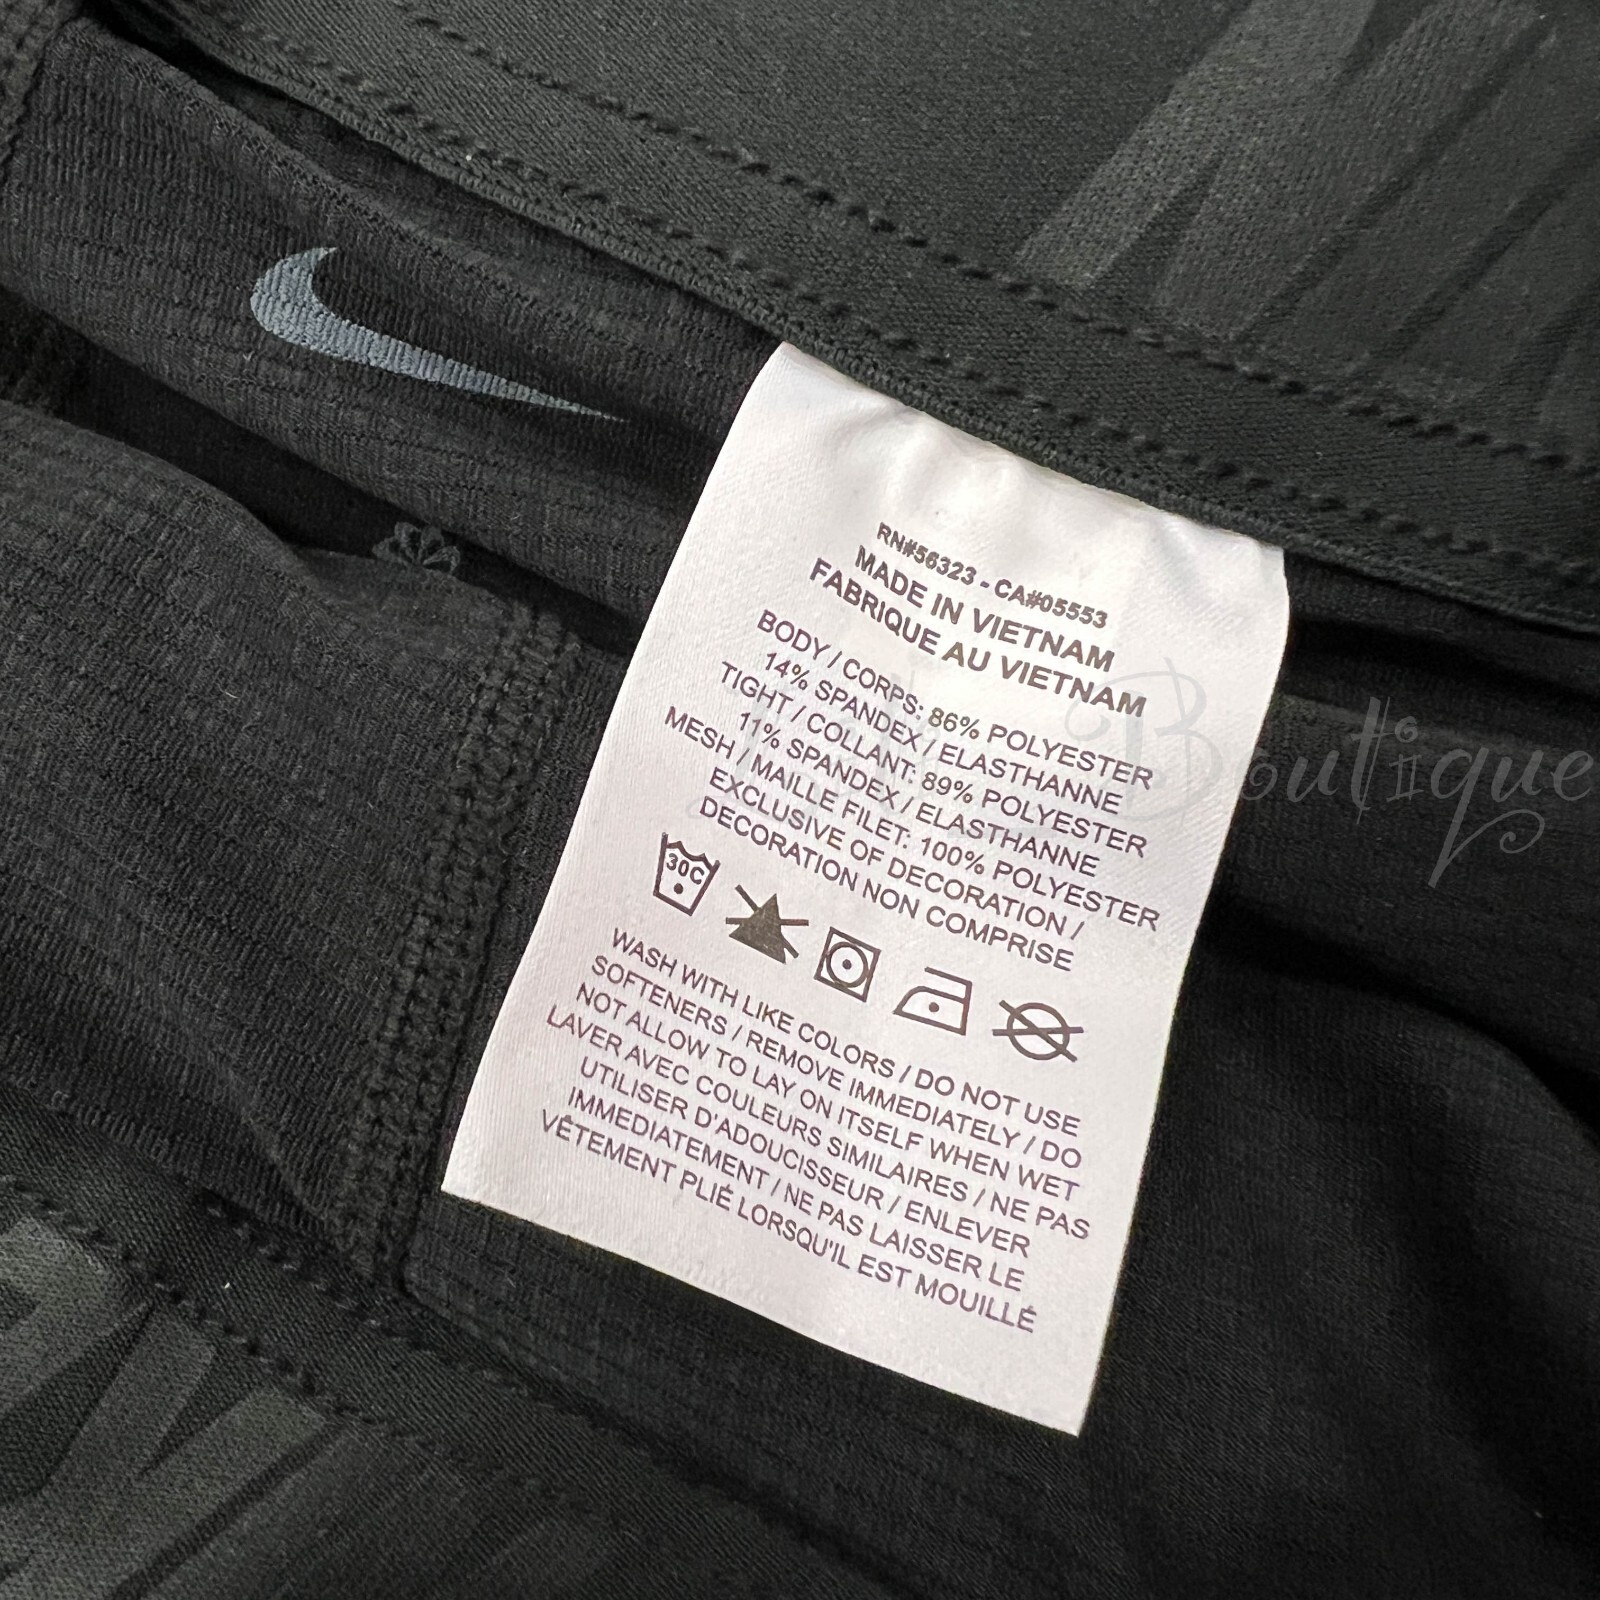 RN#56323 - CA#05553
MADE IN VIETNAM
FABRIQUE AU VIETNAM
BODY / CORPS: 86% POLYESTER
14% SPANDEX / ELASTHANNE
TIGHT / COLLANT: 89% POLYESTER
11% SPANDEX / ELASTHANNE
MESH / MAILLE FILET: 100% POLYESTER
EXCLUSIVE OF DECORATION /
DECORATION NON COMPRISE
30C
WASH WITH LIKE COLORS / DO NOT USE
SOFTENERS / REMOVE IMMEDIATELY / DO
NOT ALLOW TO LAY ON ITSELF WHEN WET
LAVER AVEC COULEURS SIMILAIRES / NE PAS
UTILISER D'ADOUCISSEUR / ENLEVER
IMMEDIATEMENT / NE PAS LAISSER LE
VÊTEMENT PLIÉ LORSQU'IL EST MOUILLÉ
Boutique